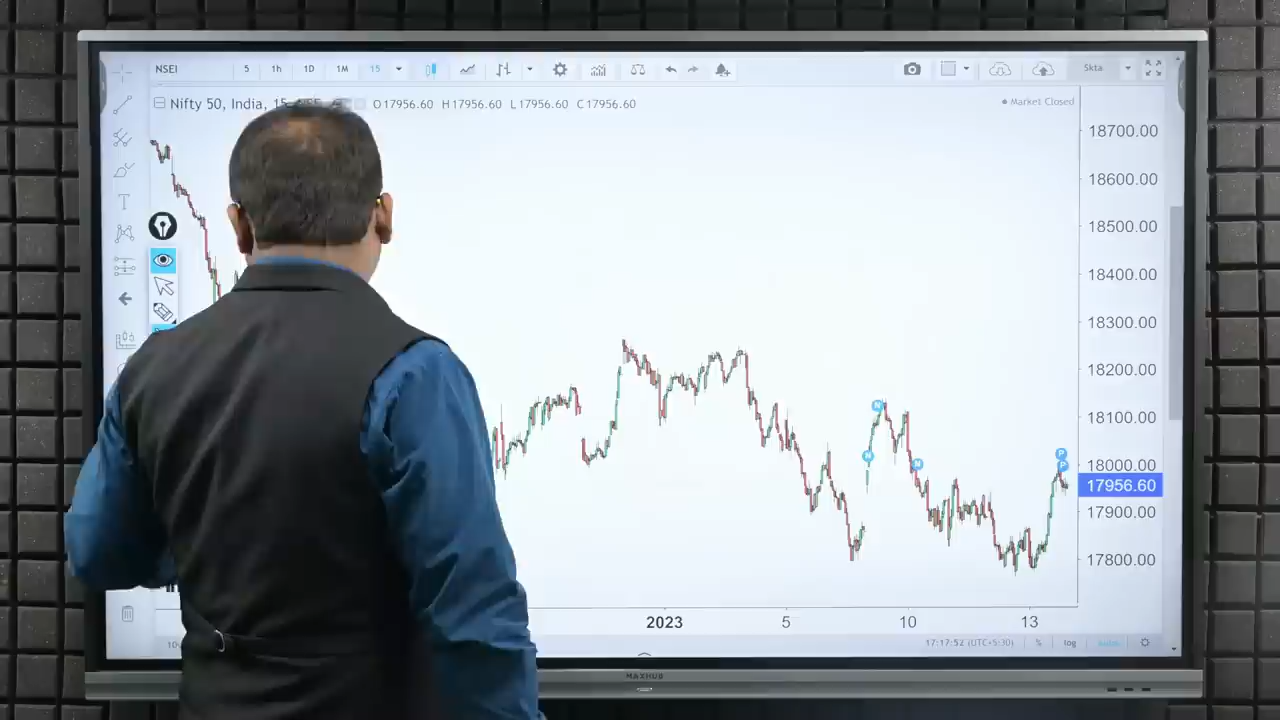 NSEI 5 1h 1D 1M 15 Skta
Nifty 50, India, 15, O17956.60 H17956.60 L17956.60 C17956.60 Market Closed
18700.00
18600.00
18500.00
18400.00
18300.00
18200.00
18100.00
18000.00
17956.60
17900.00
17800.00
N
N
N
P
P
T
2023 5 10 13
17:17:52 (UTC+5:30) % log auto
MAXHUB